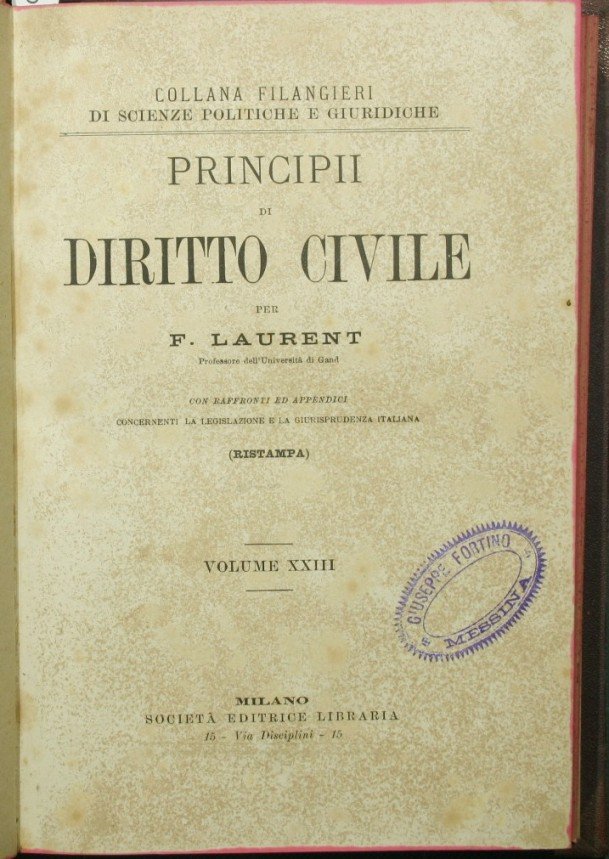 COLLANA FILANGIERI
DI SCIENZE POLITICHE E GIURIDICHE
PRINCIPII
DI
DIRITTO CIVILE
PER
F. LAURENT
Professore dell'Università di Gand
CON RAFFRONTI ED APPENDICI
CONCERNENTI LA LEGISLAZIONE E LA GIURISPRUDENZA ITALIANA
(RISTAMPA)
VOLUME XXIII
GIUSEPPE FORTINO
MESSINA
MILANO
SOCIETÀ EDITRICE LIBRARIA
15 - Via Disciplini - 15